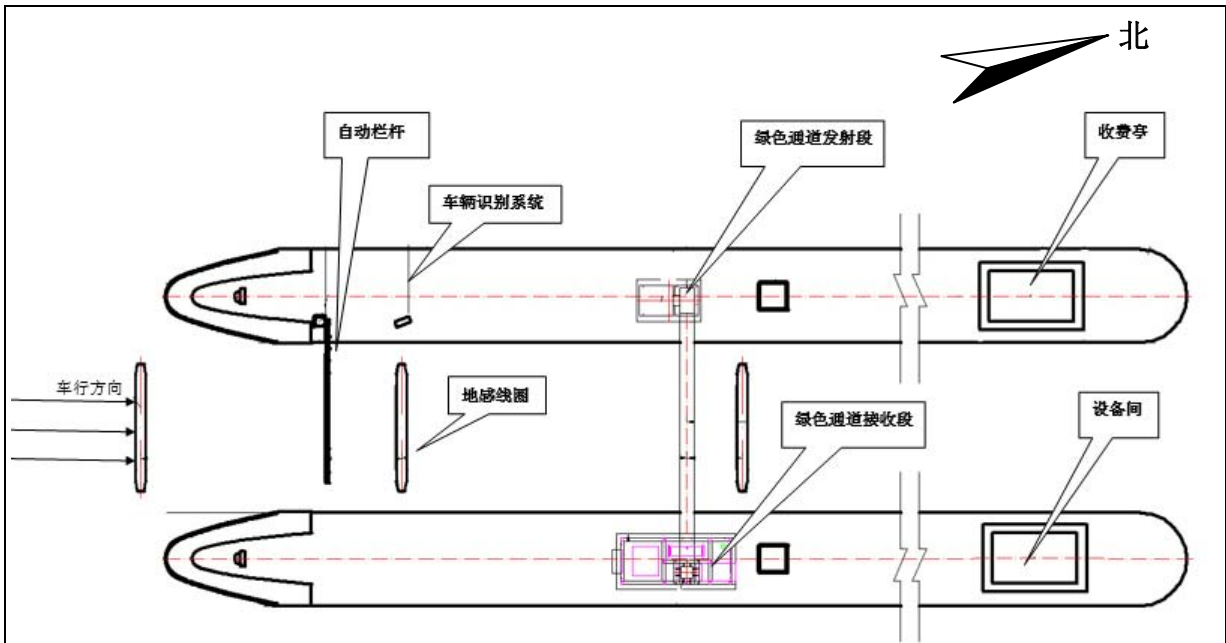 北
自动栏杆
绿色通道发射段
收费亭
车辆识别系统
车行方向
地感线圈
绿色通道接收段
设备间